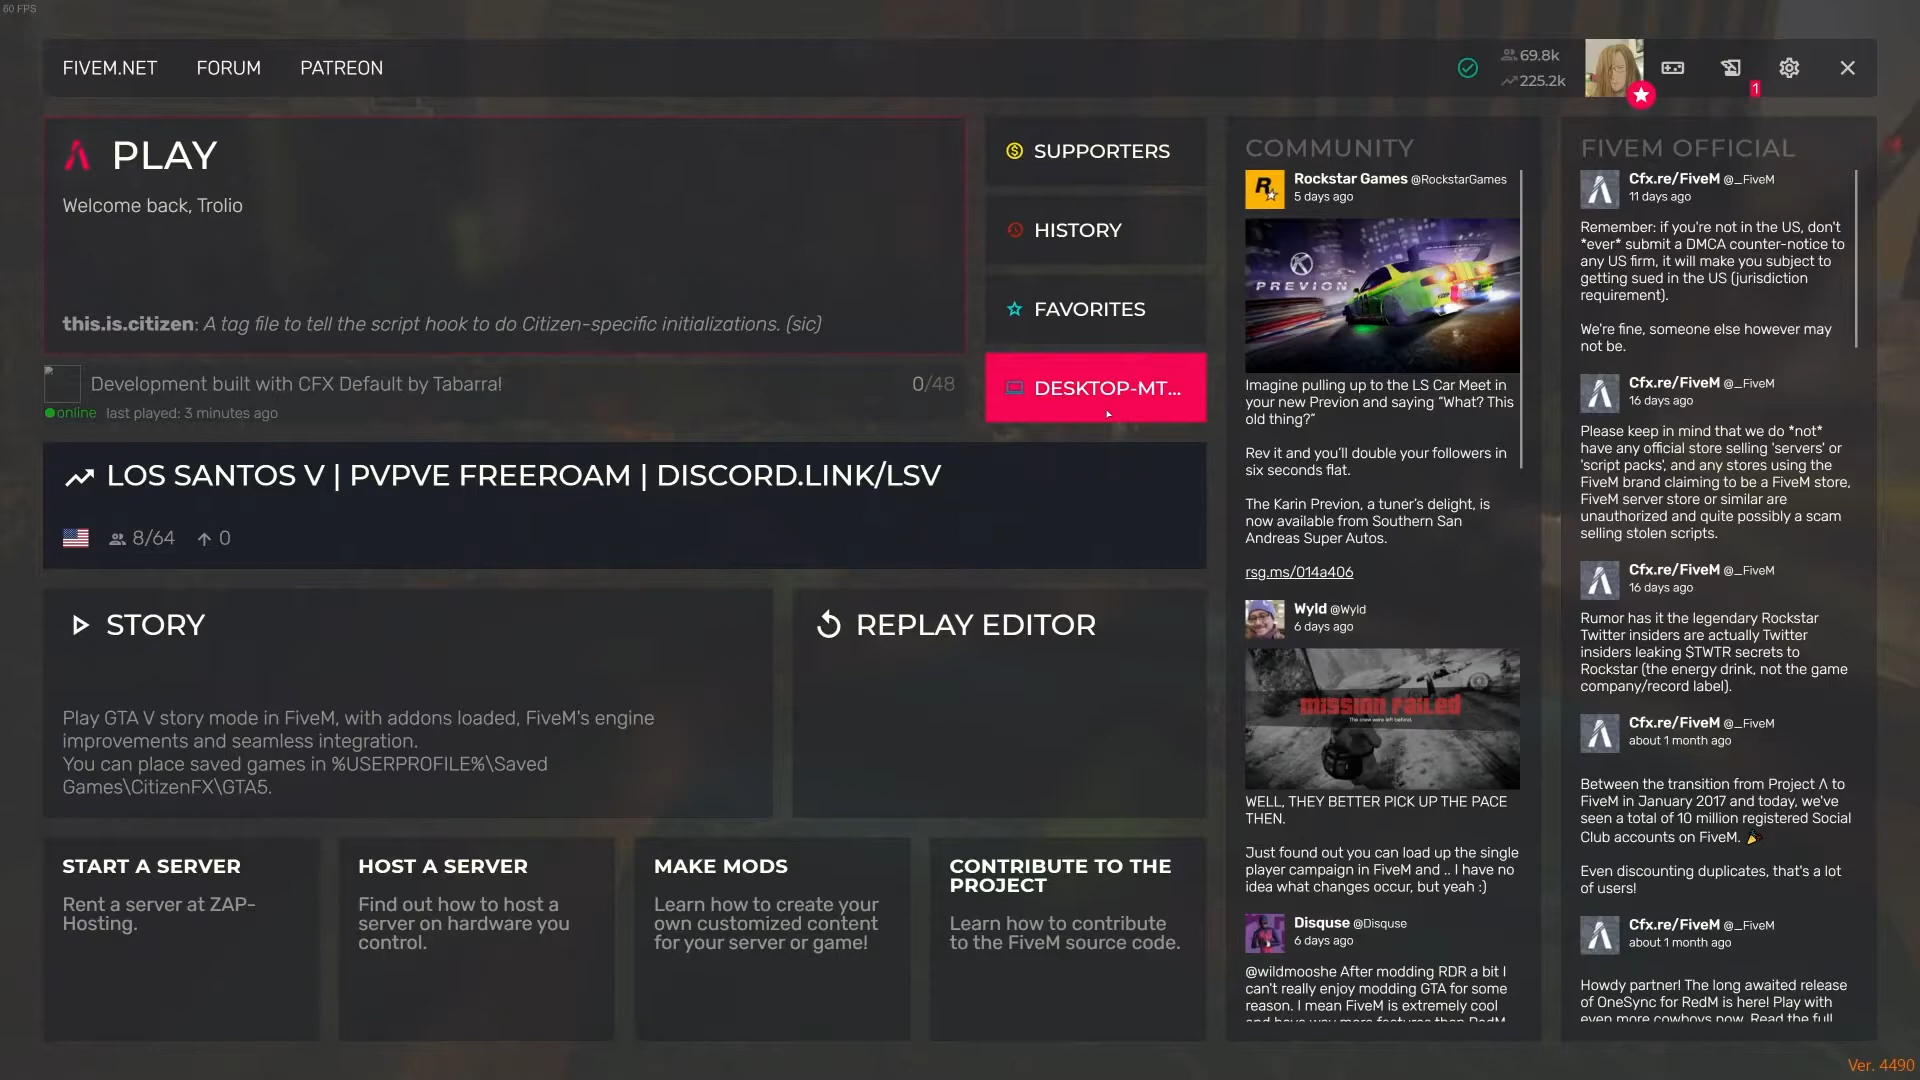 60 FPS
FIVEM.NET
FORUM
PATREON
69.8k
225.2k
1
PLAY
Welcome back, Trolio
this.is.citizen: A tag file to tell the script hook to do Citizen-specific initializations. (sic)
Development built with CFX Default by Tabarra!
0/48
online
last played: 3 minutes ago
SUPPORTERS
HISTORY
FAVORITES
DESKTOP-MT...
LOS SANTOS V | PVPVE FREEROAM | DISCORD.LINK/LSV
8/64
0
STORY
Play GTA V story mode in FiveM, with addons loaded, FiveM's engine
improvements and seamless integration.
You can place saved games in %USERPROFILE%\Saved
Games\CitizenFX\GTA5.
REPLAY EDITOR
START A SERVER
Rent a server at ZAP-
Hosting.
HOST A SERVER
Find out how to host a
server on hardware you
control.
MAKE MODS
Learn how to create your
own customized content
for your server or game!
CONTRIBUTE TO THE
PROJECT
Learn how to contribute
to the FiveM source code.
COMMUNITY
Rockstar Games @RockstarGames
5 days ago
PREVION
Imagine pulling up to the LS Car Meet in
your new Previon and saying “What? This
old thing?”
Rev it and you’ll double your followers in
six seconds flat.
The Karin Previon, a tuner’s delight, is
now available from Southern San
Andreas Super Autos.
rsg.ms/014a406
Wyld @Wyld
6 days ago
mission failed
The crew were left behind.
WELL, THEY BETTER PICK UP THE PACE
THEN.
Just found out you can load up the single
player campaign in FiveM and .. I have no
idea what changes occur, but yeah :)
Disquse @Disquse
6 days ago
@wildmooshe After modding RDR a bit I
can't really enjoy modding GTA for some
reason. I mean FiveM is extremely cool
and have way more features than RedM
FIVEM OFFICIAL
Cfx.re/FiveM @_FiveM
11 days ago
Remember: if you're not in the US, don't
*ever* submit a DMCA counter-notice to
any US firm, it will make you subject to
getting sued in the US (jurisdiction
requirement).
We're fine, someone else however may
not be.
Cfx.re/FiveM @_FiveM
16 days ago
Please keep in mind that we do *not*
have any official store selling 'servers' or
'script packs', and any stores using the
FiveM brand claiming to be a FiveM store,
FiveM server store or similar are
unauthorized and quite possibly a scam
selling stolen scripts.
Cfx.re/FiveM @_FiveM
16 days ago
Rumor has it the legendary Rockstar
Twitter insiders are actually Twitter
insiders leaking $TWTR secrets to
Rockstar (the energy drink, not the game
company/record label).
Cfx.re/FiveM @_FiveM
about 1 month ago
Between the transition from Project Λ to
FiveM in January 2017 and today, we've
seen a total of 10 million registered Social
Club accounts on FiveM. 🎉
Even discounting duplicates, that's a lot
of users!
Cfx.re/FiveM @_FiveM
about 1 month ago
Howdy partner! The long awaited release
of OneSync for RedM is here! Play with
even more cowboys now. Read the full
Ver. 4490